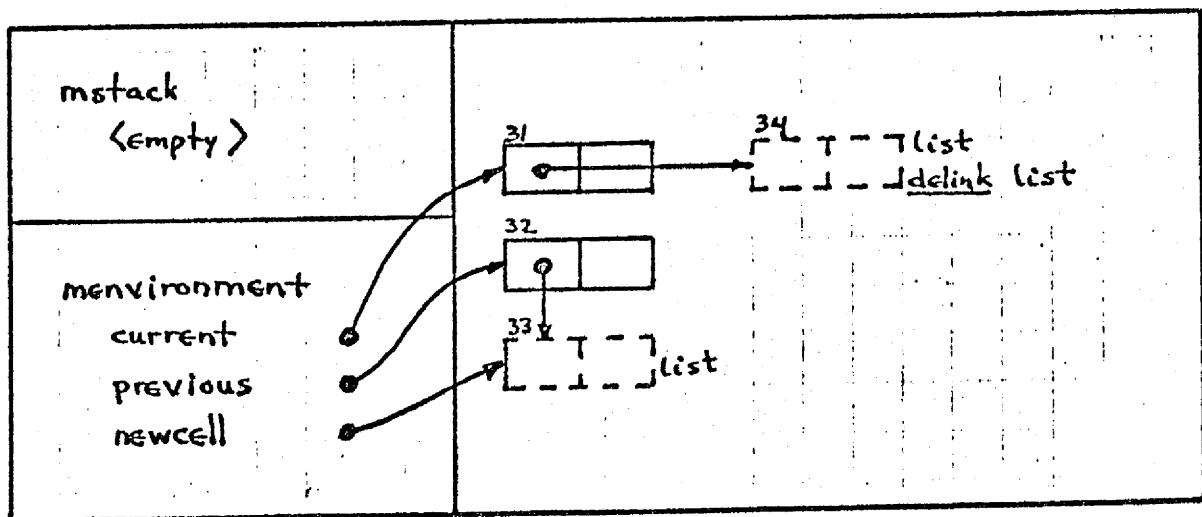 mstack
<empty>
menvironment
current
previous
newcell
31
34
list
delink list
32
33
list